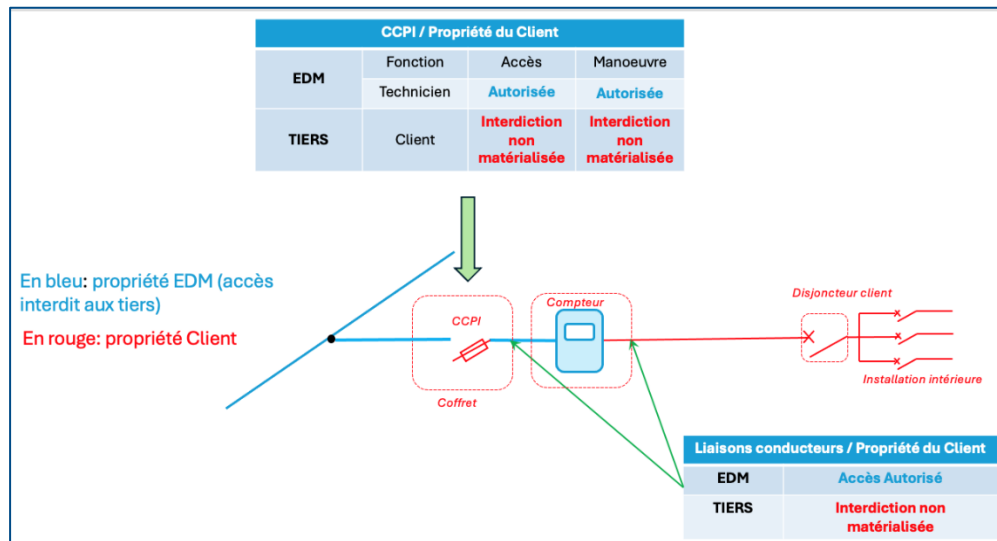 CCPI / Propriété du Client
EDM
Fonction
Accès
Manoeuvre
Technicien
Autorisée
Autorisée
TIERS
Client
Interdiction
non
matérialisée
Interdiction
non
matérialisée
En bleu: propriété EDM (accès
interdit aux tiers)
En rouge: propriété Client
CCPI
Coffret
Compteur
Disjoncteur client
Installation intérieure
Liaisons conducteurs / Propriété du Client
EDM
Accès Autorisé
TIERS
Interdiction non
matérialisée